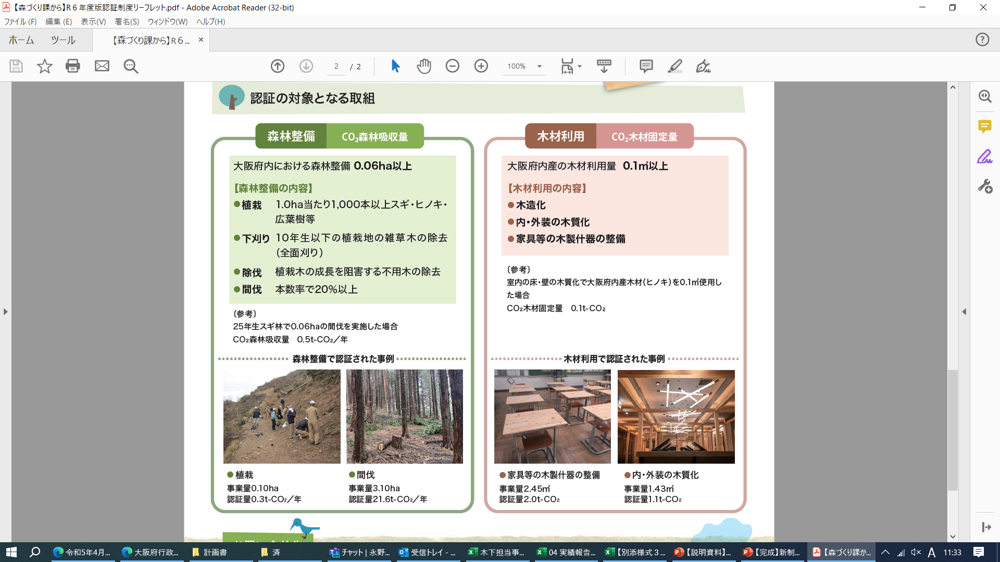 【森づくり課から】R６年度版認証制度リーフレット.pdf - Adobe Acrobat Reader (32-bit)
ファイル(F) 編集(E) 表示(V) 署名(S) ウィンドウ(W) ヘルプ(H)
ホーム ツール 【森づくり課から】R６... ×
2 / 2 100%
認証の対象となる取組
森林整備 CO₂森林吸収量
大阪府内における森林整備 0.06ha以上
【森林整備の内容】
●植栽 1.0ha当たり1,000本以上スギ・ヒノキ・
広葉樹等
●下刈り 10年生以下の植栽地の雑草木の除去
（全面刈り）
●除伐 植栽木の成長を阻害する不用木の除去
●間伐 本数率で20%以上
〔参考〕
25年生スギ林で0.06haの間伐を実施した場合
CO₂森林吸収量 0.5t-CO₂／年
森林整備で認証された事例
●植栽
事業量0.10ha
認証量0.3t-CO₂／年
●間伐
事業量3.10ha
認証量21.6t-CO₂／年
木材利用 CO₂木材固定量
大阪府内産の木材利用量 0.1㎥以上
【木材利用の内容】
●木造化
●内・外装の木質化
●家具等の木製什器の整備
〔参考〕
室内の床・壁の木質化で大阪府内産木材（ヒノキ）を0.1㎥使用し
た場合
CO₂木材固定量 0.1t-CO₂
木材利用で認証された事例
●家具等の木製什器の整備
事業量2.45㎥
認証量2.0t-CO₂
●内・外装の木質化
事業量1.43㎥
認証量1.1t-CO₂
令和5年4月... 大阪府行政... 計画書 済 チャット | 永野... 受信トレイ - ... 木下担当事... 04 実績報告... 【別添様式３... 【説明資料】... 【完成】新制... 【森づくり課か... A 11:33